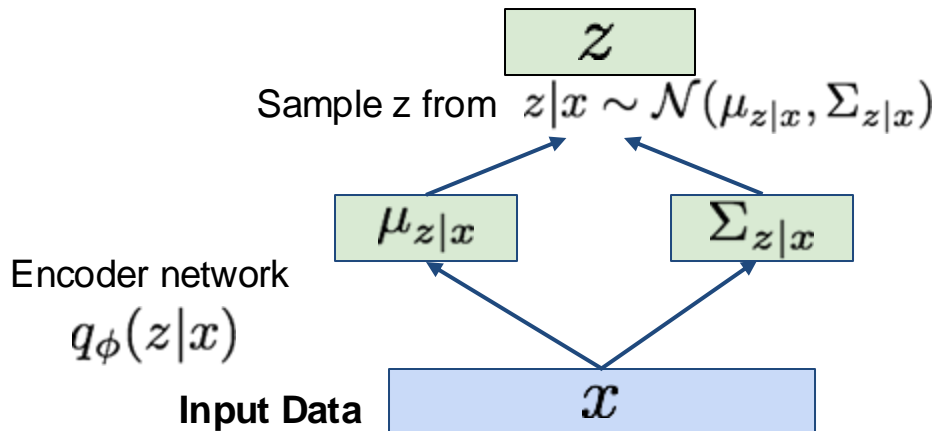 z
Sample z from z|x ∼ 𝒩(μ_{z|x}, Σ_{z|x})
μ_{z|x} Σ_{z|x}
Encoder network
q_ϕ(z|x)
Input Data x